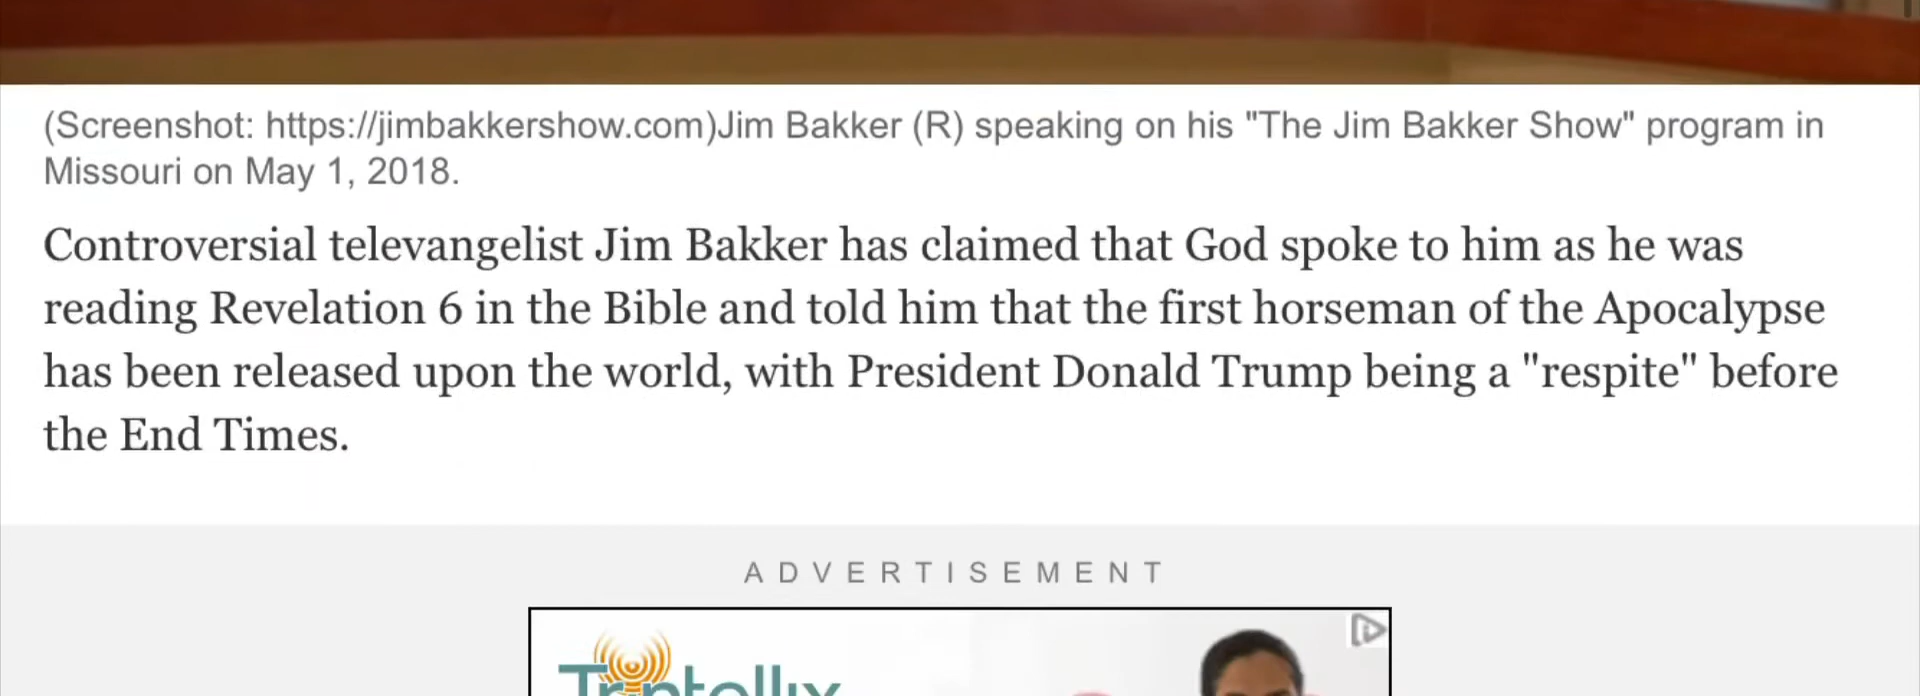 (Screenshot: https://jimbakkershow.com)Jim Bakker (R) speaking on his "The Jim Bakker Show" program in
Missouri on May 1, 2018.
Controversial televangelist Jim Bakker has claimed that God spoke to him as he was
reading Revelation 6 in the Bible and told him that the first horseman of the Apocalypse
has been released upon the world, with President Donald Trump being a "respite" before
the End Times.
ADVERTISEMENT
Trintellix